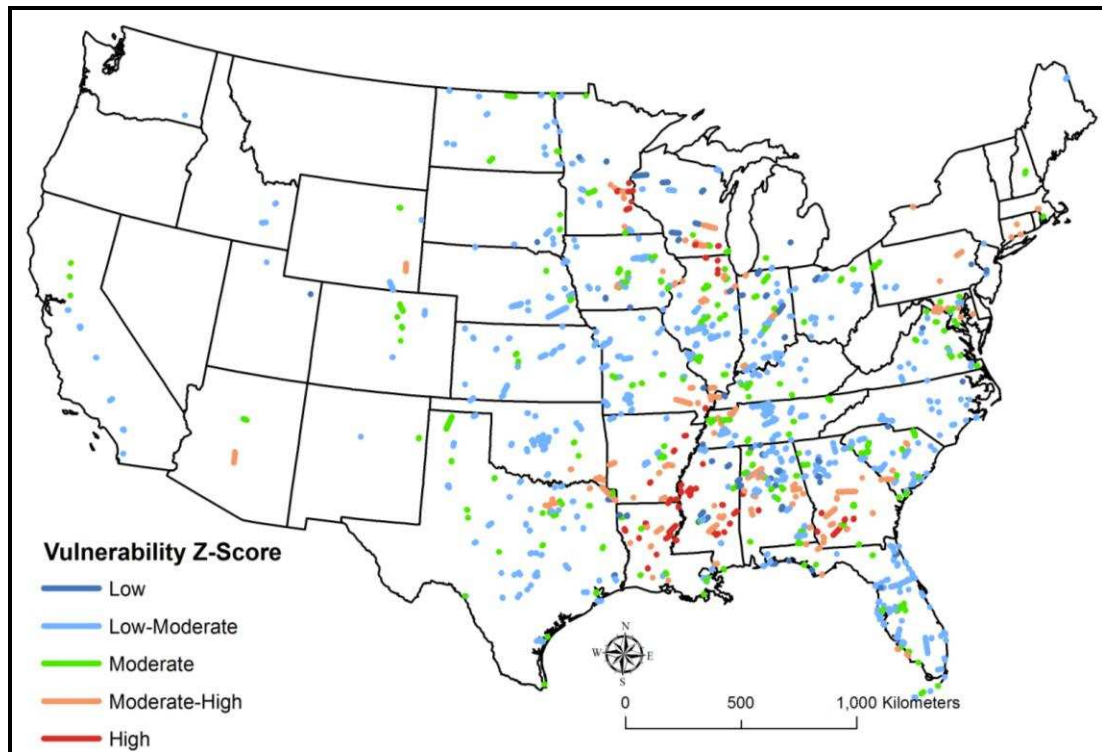 Vulnerability Z-Score
Low
Low-Moderate
Moderate
Moderate-High
High
N
W E
S
0 500 1,000 Kilometers